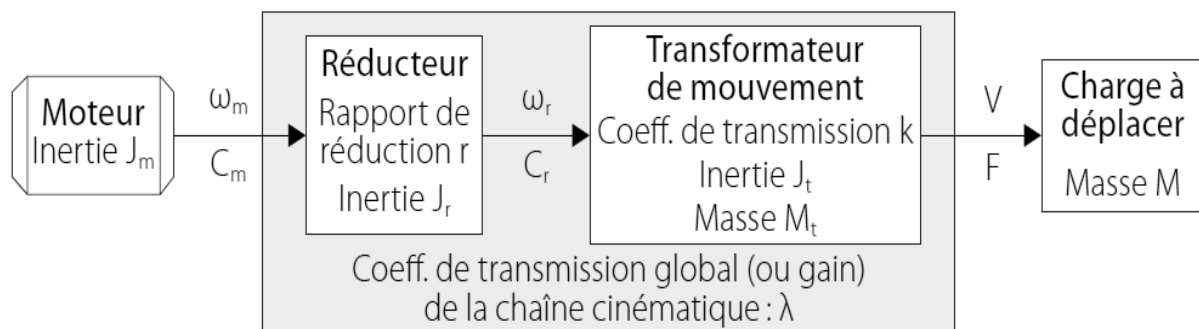 Moteur
Inertie Jₘ
ωₘ
Cₘ
Réducteur
Rapport de
réduction r
Inertie Jᵣ
ωᵣ
Cᵣ
Transformateur
de mouvement
Coeff. de transmission k
Inertie Jₜ
Masse Mₜ
V
F
Charge à
déplacer
Masse M
Coeff. de transmission global (ou gain)
de la chaîne cinématique : λ